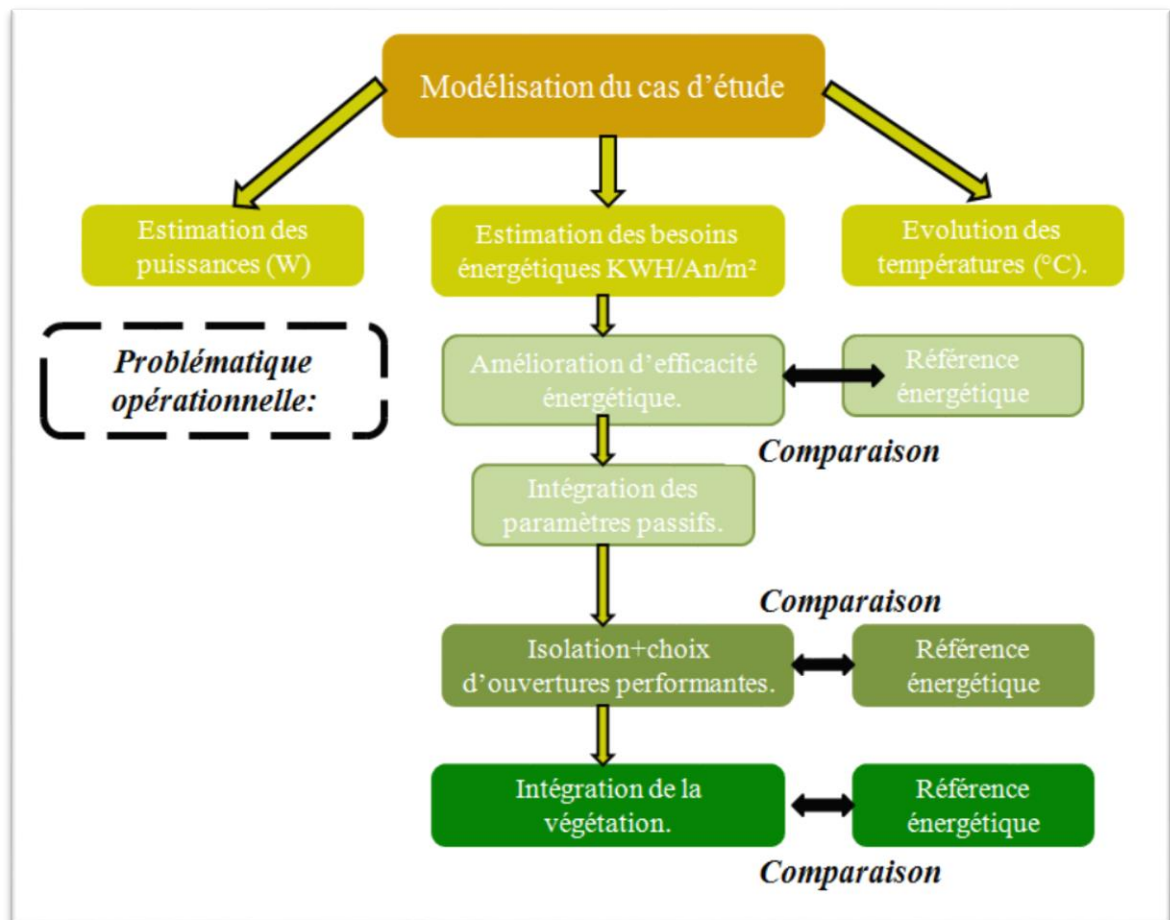 Modélisation du cas d'étude
Estimation des
puissances (W)
Estimation des besoins
énergétiques KWH/An/m²
Evolution des
températures (°C).
Problématique
opérationnelle:
Amélioration d'efficacité
énergétique.
Référence
énergétique
Comparaison
Intégration des
paramètres passifs.
Comparaison
Isolation+choix
d'ouvertures performantes.
Référence
énergétique
Intégration de la
végétation.
Référence
énergétique
Comparaison